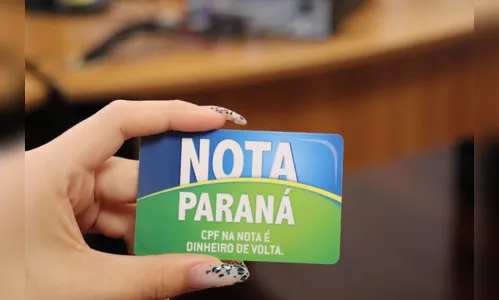 NOTA
PARANÁ
CPF NA NOTA É
DINHEIRO DE VOLTA.